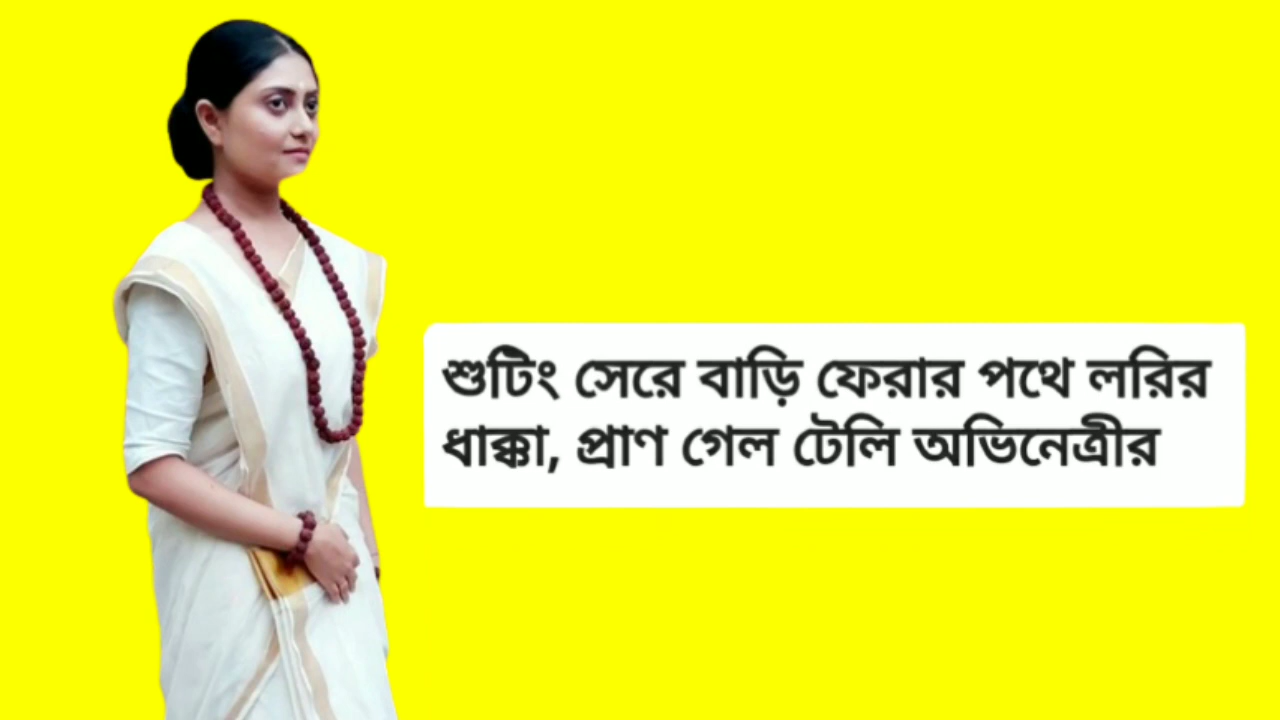 শুটিং সেরে বাড়ি ফেরার পথে লরির
ধাক্কা, প্রাণ গেল টেলি অভিনেত্রীর